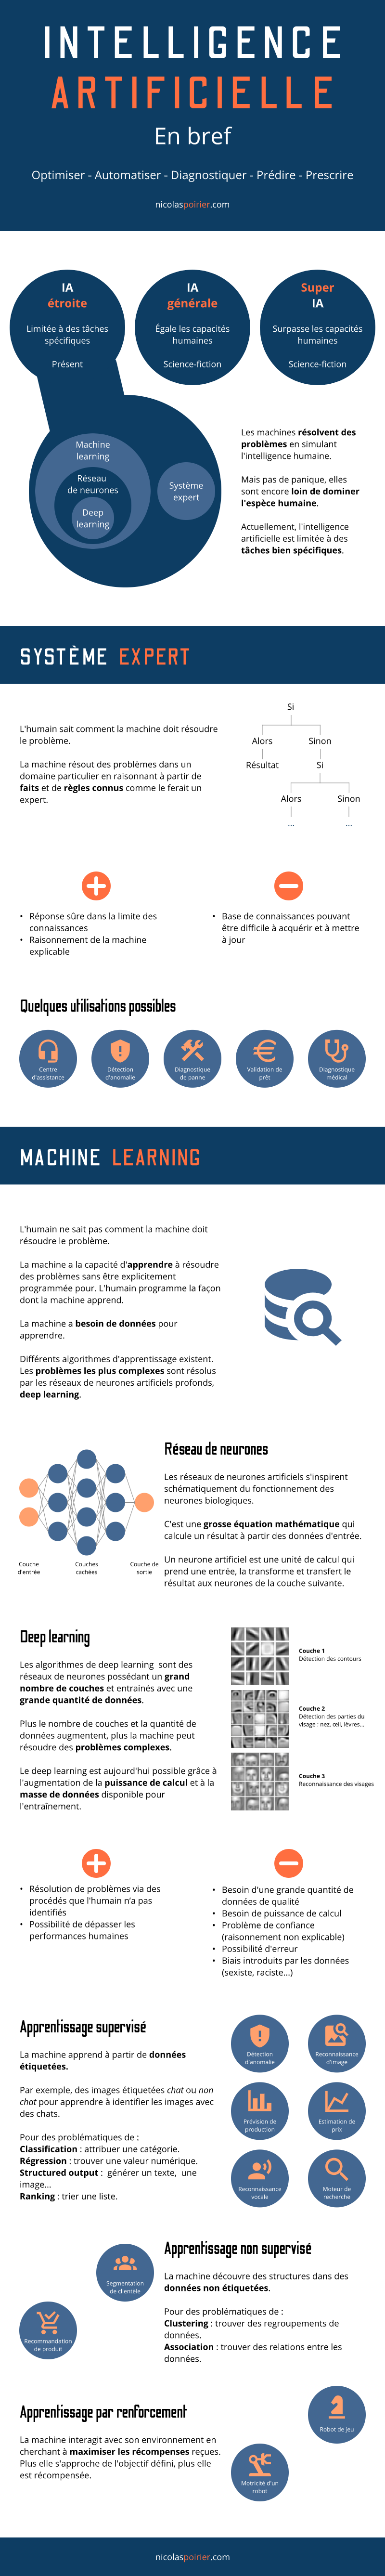 INTELLIGENCE
ARTIFICIELLE
En bref
Optimiser - Automatiser - Diagnostiquer - Prédire - Prescrire
nicolaspoirier.com
IA
étroite
Limitée à des tâches
spécifiques
Présent
IA
générale
Égale les capacités
humaines
Science-fiction
Super
IA
Surpasse les capacités
humaines
Science-fiction
Machine
learning
Réseau
de neurones
Deep
learning
Système
expert
Les machines résolvent des
problèmes en simulant
l'intelligence humaine.
Mais pas de panique, elles
sont encore loin de dominer
l'espèce humaine.
Actuellement, l'intelligence
artificielle est limitée à des
tâches bien spécifiques.
SYSTÈME EXPERT
L'humain sait comment la machine doit résoudre
le problème.
La machine résout des problèmes dans un
domaine particulier en raisonnant à partir de
faits et de règles connus comme le ferait un
expert.
Si
Alors Sinon
Résultat Si
Alors Sinon
... ...
• Réponse sûre dans la limite des
connaissances
• Raisonnement de la machine
explicable
• Base de connaissances pouvant
être difficile à acquérir et à mettre
à jour
Quelques utilisations possibles
Centre
d'assistance
Détection
d'anomalie
Diagnostique
de panne
Validation de
prêt
Diagnostique
médical
MACHINE LEARNING
L'humain ne sait pas comment la machine doit
résoudre le problème.
La machine a la capacité d'apprendre à résoudre
des problèmes sans être explicitement
programmée pour. L'humain programme la façon
dont la machine apprend.
La machine a besoin de données pour
apprendre.
Différents algorithmes d'apprentissage existent.
Les problèmes les plus complexes sont résolus
par les réseaux de neurones artificiels profonds,
deep learning.
Couche
d'entrée
Couches
cachées
Couche de
sortie
Réseau de neurones
Les réseaux de neurones artificiels s'inspirent
schématiquement du fonctionnement des
neurones biologiques.
C'est une grosse équation mathématique qui
calcule un résultat à partir des données d'entrée.
Un neurone artificiel est une unité de calcul qui
prend une entrée, la transforme et transfert le
résultat aux neurones de la couche suivante.
Deep learning
Les algorithmes de deep learning sont des
réseaux de neurones possédant un grand
nombre de couches et entrainés avec une
grande quantité de données.
Plus le nombre de couches et la quantité de
données augmentent, plus la machine peut
résoudre des problèmes complexes.
Le deep learning est aujourd'hui possible grâce à
l'augmentation de la puissance de calcul et à la
masse de données disponible pour
l'entraînement.
Couche 1
Détection des contours
Couche 2
Détection des parties du
visage : nez, œil, lèvres...
Couche 3
Reconnaissance des visages
• Résolution de problèmes via des
procédés que l'humain n'a pas
identifiés
• Possibilité de dépasser les
performances humaines
• Besoin d'une grande quantité de
données de qualité
• Besoin de puissance de calcul
• Problème de confiance
(raisonnement non explicable)
• Possibilité d'erreur
• Biais introduits par les données
(sexiste, raciste...)
Apprentissage supervisé
La machine apprend à partir de données
étiquetées.
Par exemple, des images étiquetées chat ou non
chat pour apprendre à identifier les images avec
des chats.
Pour des problématiques de :
Classification : attribuer une catégorie.
Régression : trouver une valeur numérique.
Structured output : générer un texte, une
image...
Ranking : trier une liste.
Détection
d'anomalie
Reconnaissance
d'image
Prévision de
production
Estimation de
prix
Reconnaissance
vocale
Moteur de
recherche
Segmentation
de clientèle
Recommandation
de produit
Apprentissage non supervisé
La machine découvre des structures dans des
données non étiquetées.
Pour des problématiques de :
Clustering : trouver des regroupements de
données.
Association : trouver des relations entre les
données.
Apprentissage par renforcement
La machine interagit avec son environnement en
cherchant à maximiser les récompenses reçues.
Plus elle s'approche de l'objectif défini, plus elle
est récompensée.
Robot de jeu
Motricité d'un
robot
nicolaspoirier.com